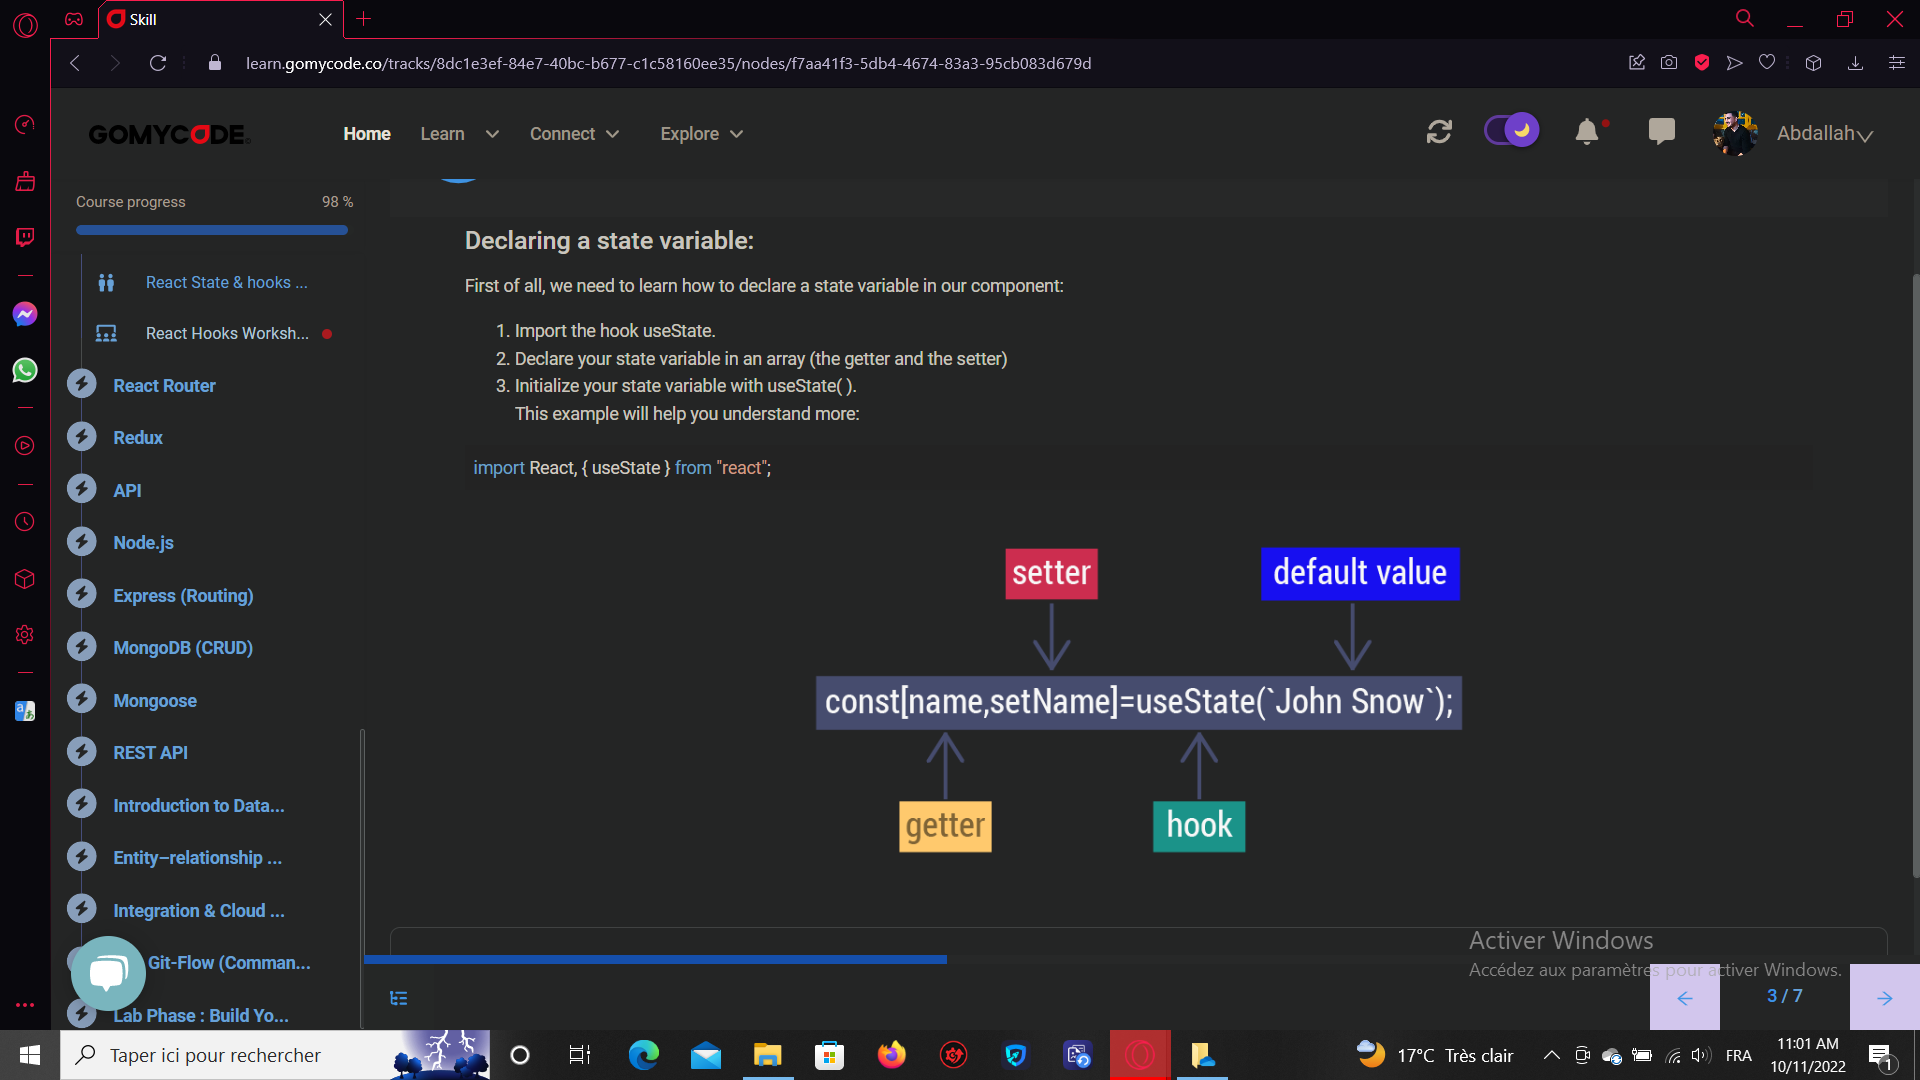 Skill
learn.gomycode.co/tracks/8dc1e3ef-84e7-40bc-b677-c1c58160ee35/nodes/f7aa41f3-5db4-4674-83a3-95cb083d679d
GOMYCODE
Home
Learn
Connect
Explore
Abdallah
Course progress
98 %
React State & hooks ...
React Hooks Worksh...
React Router
Redux
API
Node.js
Express (Routing)
MongoDB (CRUD)
Mongoose
REST API
Introduction to Data...
Entity–relationship ...
Integration & Cloud ...
Git-Flow (Comman...
Lab Phase : Build Yo...
Declaring a state variable:
First of all, we need to learn how to declare a state variable in our component:
1. Import the hook useState.
2. Declare your state variable in an array (the getter and the setter)
3. Initialize your state variable with useState( ).
This example will help you understand more:
import React, { useState } from "react";
setter
default value
const[name,setName]=useState(`John Snow`);
getter
hook
Activer Windows
Accédez aux paramètres pour activer Windows.
3 / 7
Taper ici pour rechercher
17°C Très clair
FRA
11:01 AM
10/11/2022
1